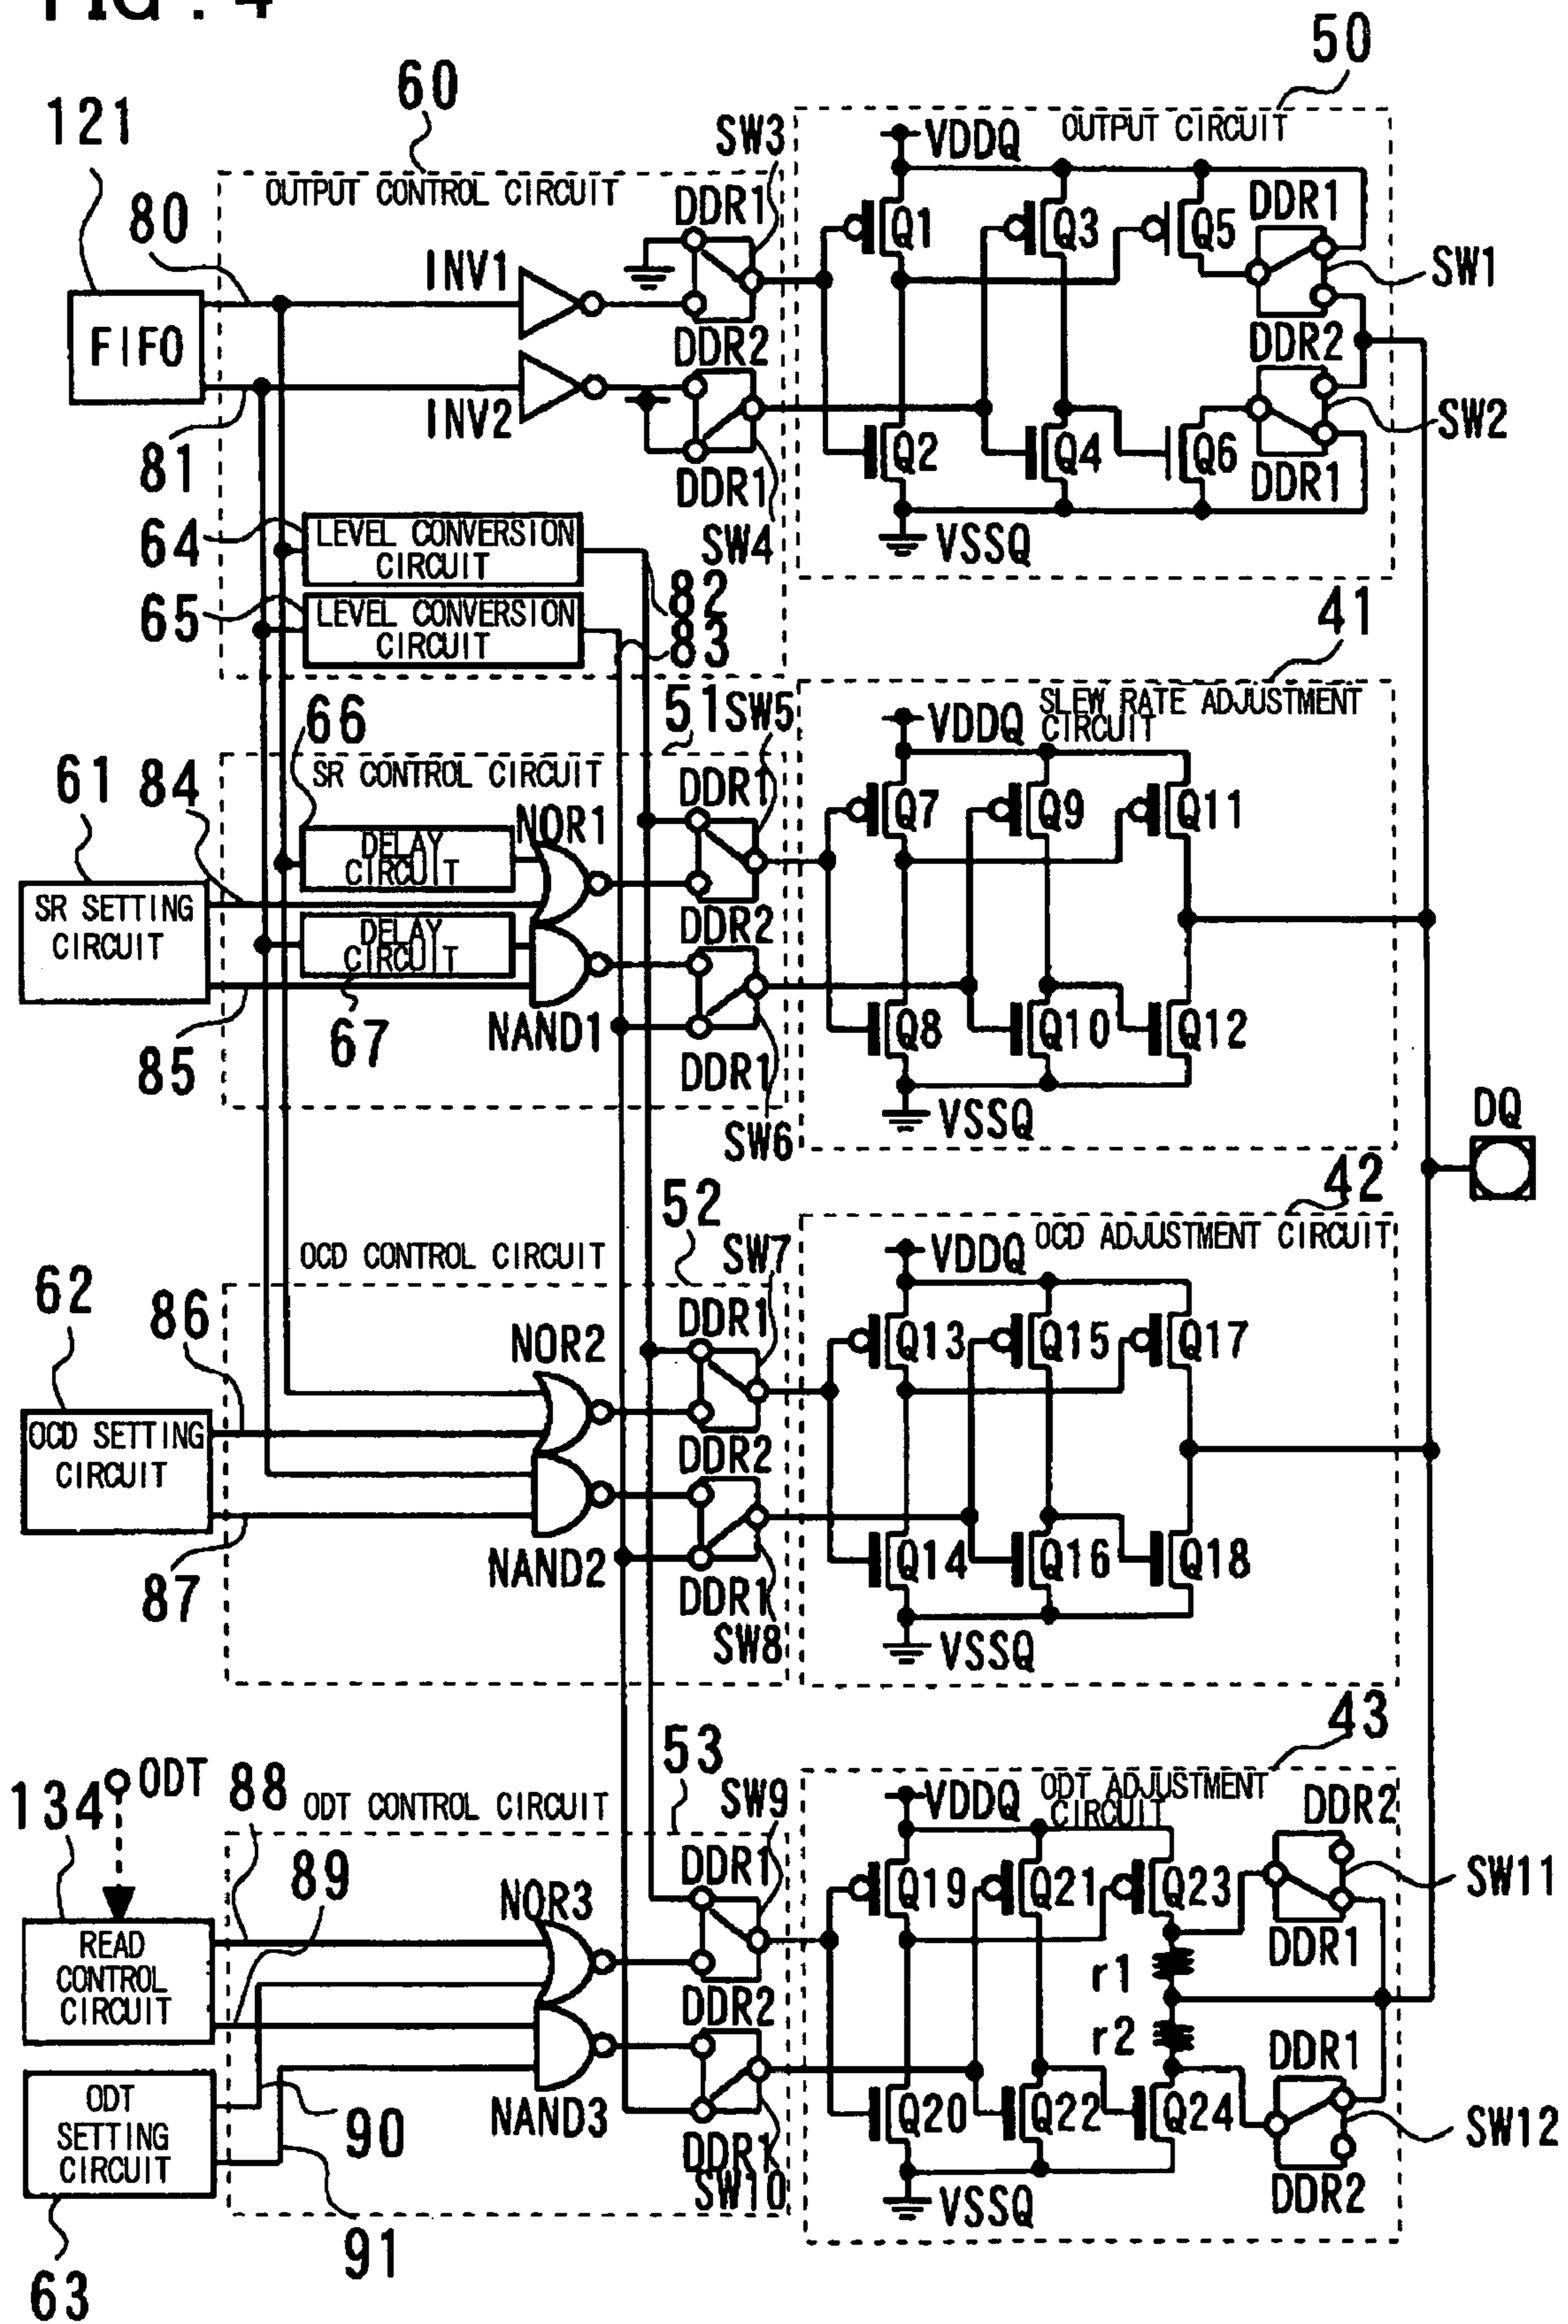 FIG. 4
50
60
121
SW3
VDDQ
OUTPUT CIRCUIT
OUTPUT CONTROL CIRCUIT
80
DDR1
Q1
Q3
Q5
DDR1
INV1
SW1
FIFO
DDR2
DDR2
INV2
SW2
81
Q2
Q4
Q6
DDR1
DDR1
64
LEVEL CONVERSION
CIRCUIT
SW4
VSSQ
82
65
LEVEL CONVERSION
CIRCUIT
83
41
51
SW5
VDDQ
SLEW RATE ADJUSTMENT
CIRCUIT
66
61
84
SR CONTROL CIRCUIT
DDR1
Q7
Q9
Q11
NOR1
DELAY
CIRCUIT
SR SETTING
CIRCUIT
DDR2
DELAY
CIRCUIT
67
NAND1
Q8
Q10
Q12
85
DDR1
SW6
VSSQ
DQ
42
52
OCD CONTROL CIRCUIT
SW7
VDDQ
OCD ADJUSTMENT CIRCUIT
62
86
DDR1
Q13
Q15
Q17
NOR2
OCD SETTING
CIRCUIT
DDR2
NAND2
Q14
Q16
Q18
87
DDR1
SW8
VSSQ
43
53
134
ODT
88
ODT CONTROL CIRCUIT
SW9
VDDQ
ODT ADJUSTMENT
CIRCUIT
DDR2
89
DDR1
Q19
Q21
Q23
SW11
NOR3
READ
CONTROL
CIRCUIT
DDR1
r1
DDR2
r2
DDR1
ODT
SETTING
CIRCUIT
90
NAND3
Q20
Q22
Q24
SW12
DDR1
SW10
DDR2
VSSQ
91
63